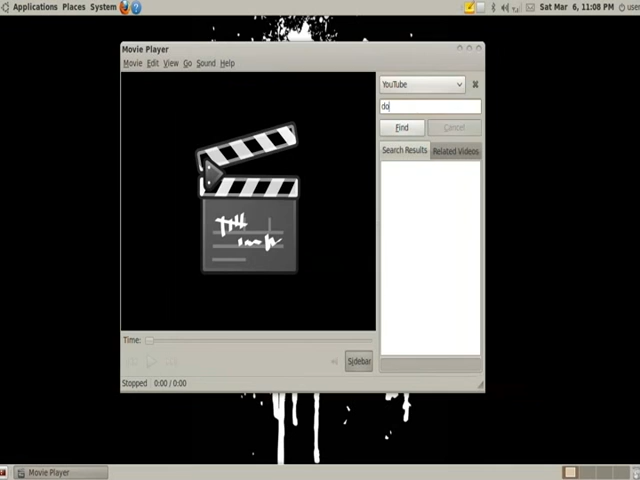 Applications Places System
Sat Mar 6, 11:08 PM
user
Movie Player
Movie Edit View Go Sound Help
YouTube
do
Find Cancel
Search Results Related Videos
Time:
Sidebar
Stopped 0:00 / 0:00
Movie Player